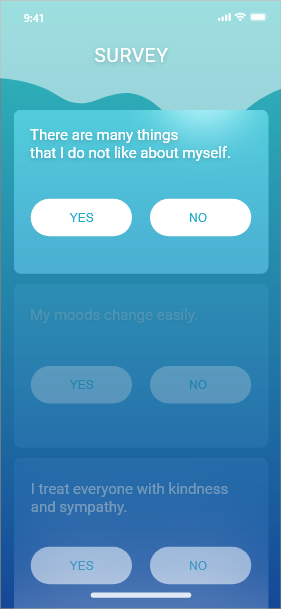 9:41
SURVEY
There are many things
that I do not like about myself.
YES NO
My moods change easily.
YES NO
I treat everyone with kindness
and sympathy.
YES NO